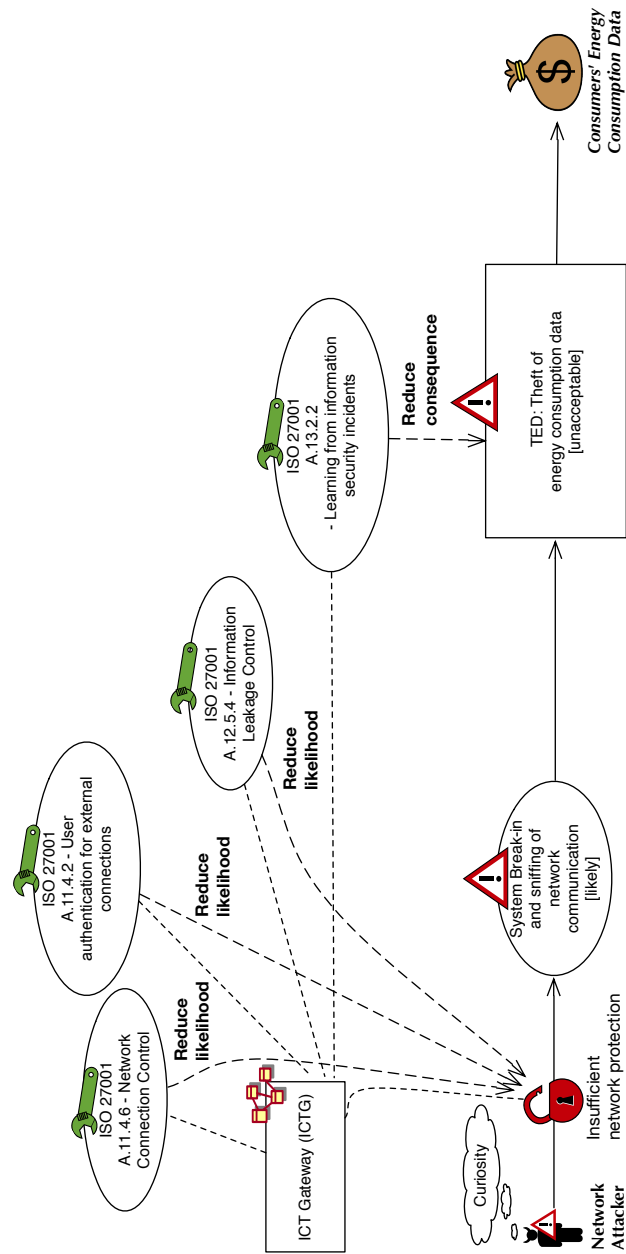 ISO 27001
A.11.4.6 - Network
Connection Control
ISO 27001
A.11.4.2 - User
authentication for external
connections
ISO 27001
A.12.5.4 - Information
Leakage Control
ISO 27001
A.13.2.2
- Learning from information
security incidents
Reduce
likelihood
Reduce
likelihood
Reduce
likelihood
Reduce
consequence
ICT Gateway (ICTG)
Curiosity
Network
Attacker
Insufficient
network protection
System Break-in
and sniffing of
network
communication
[likely]
TED: Theft of
energy consumption data
[unacceptable]
$
Consumers' Energy
Consumption Data